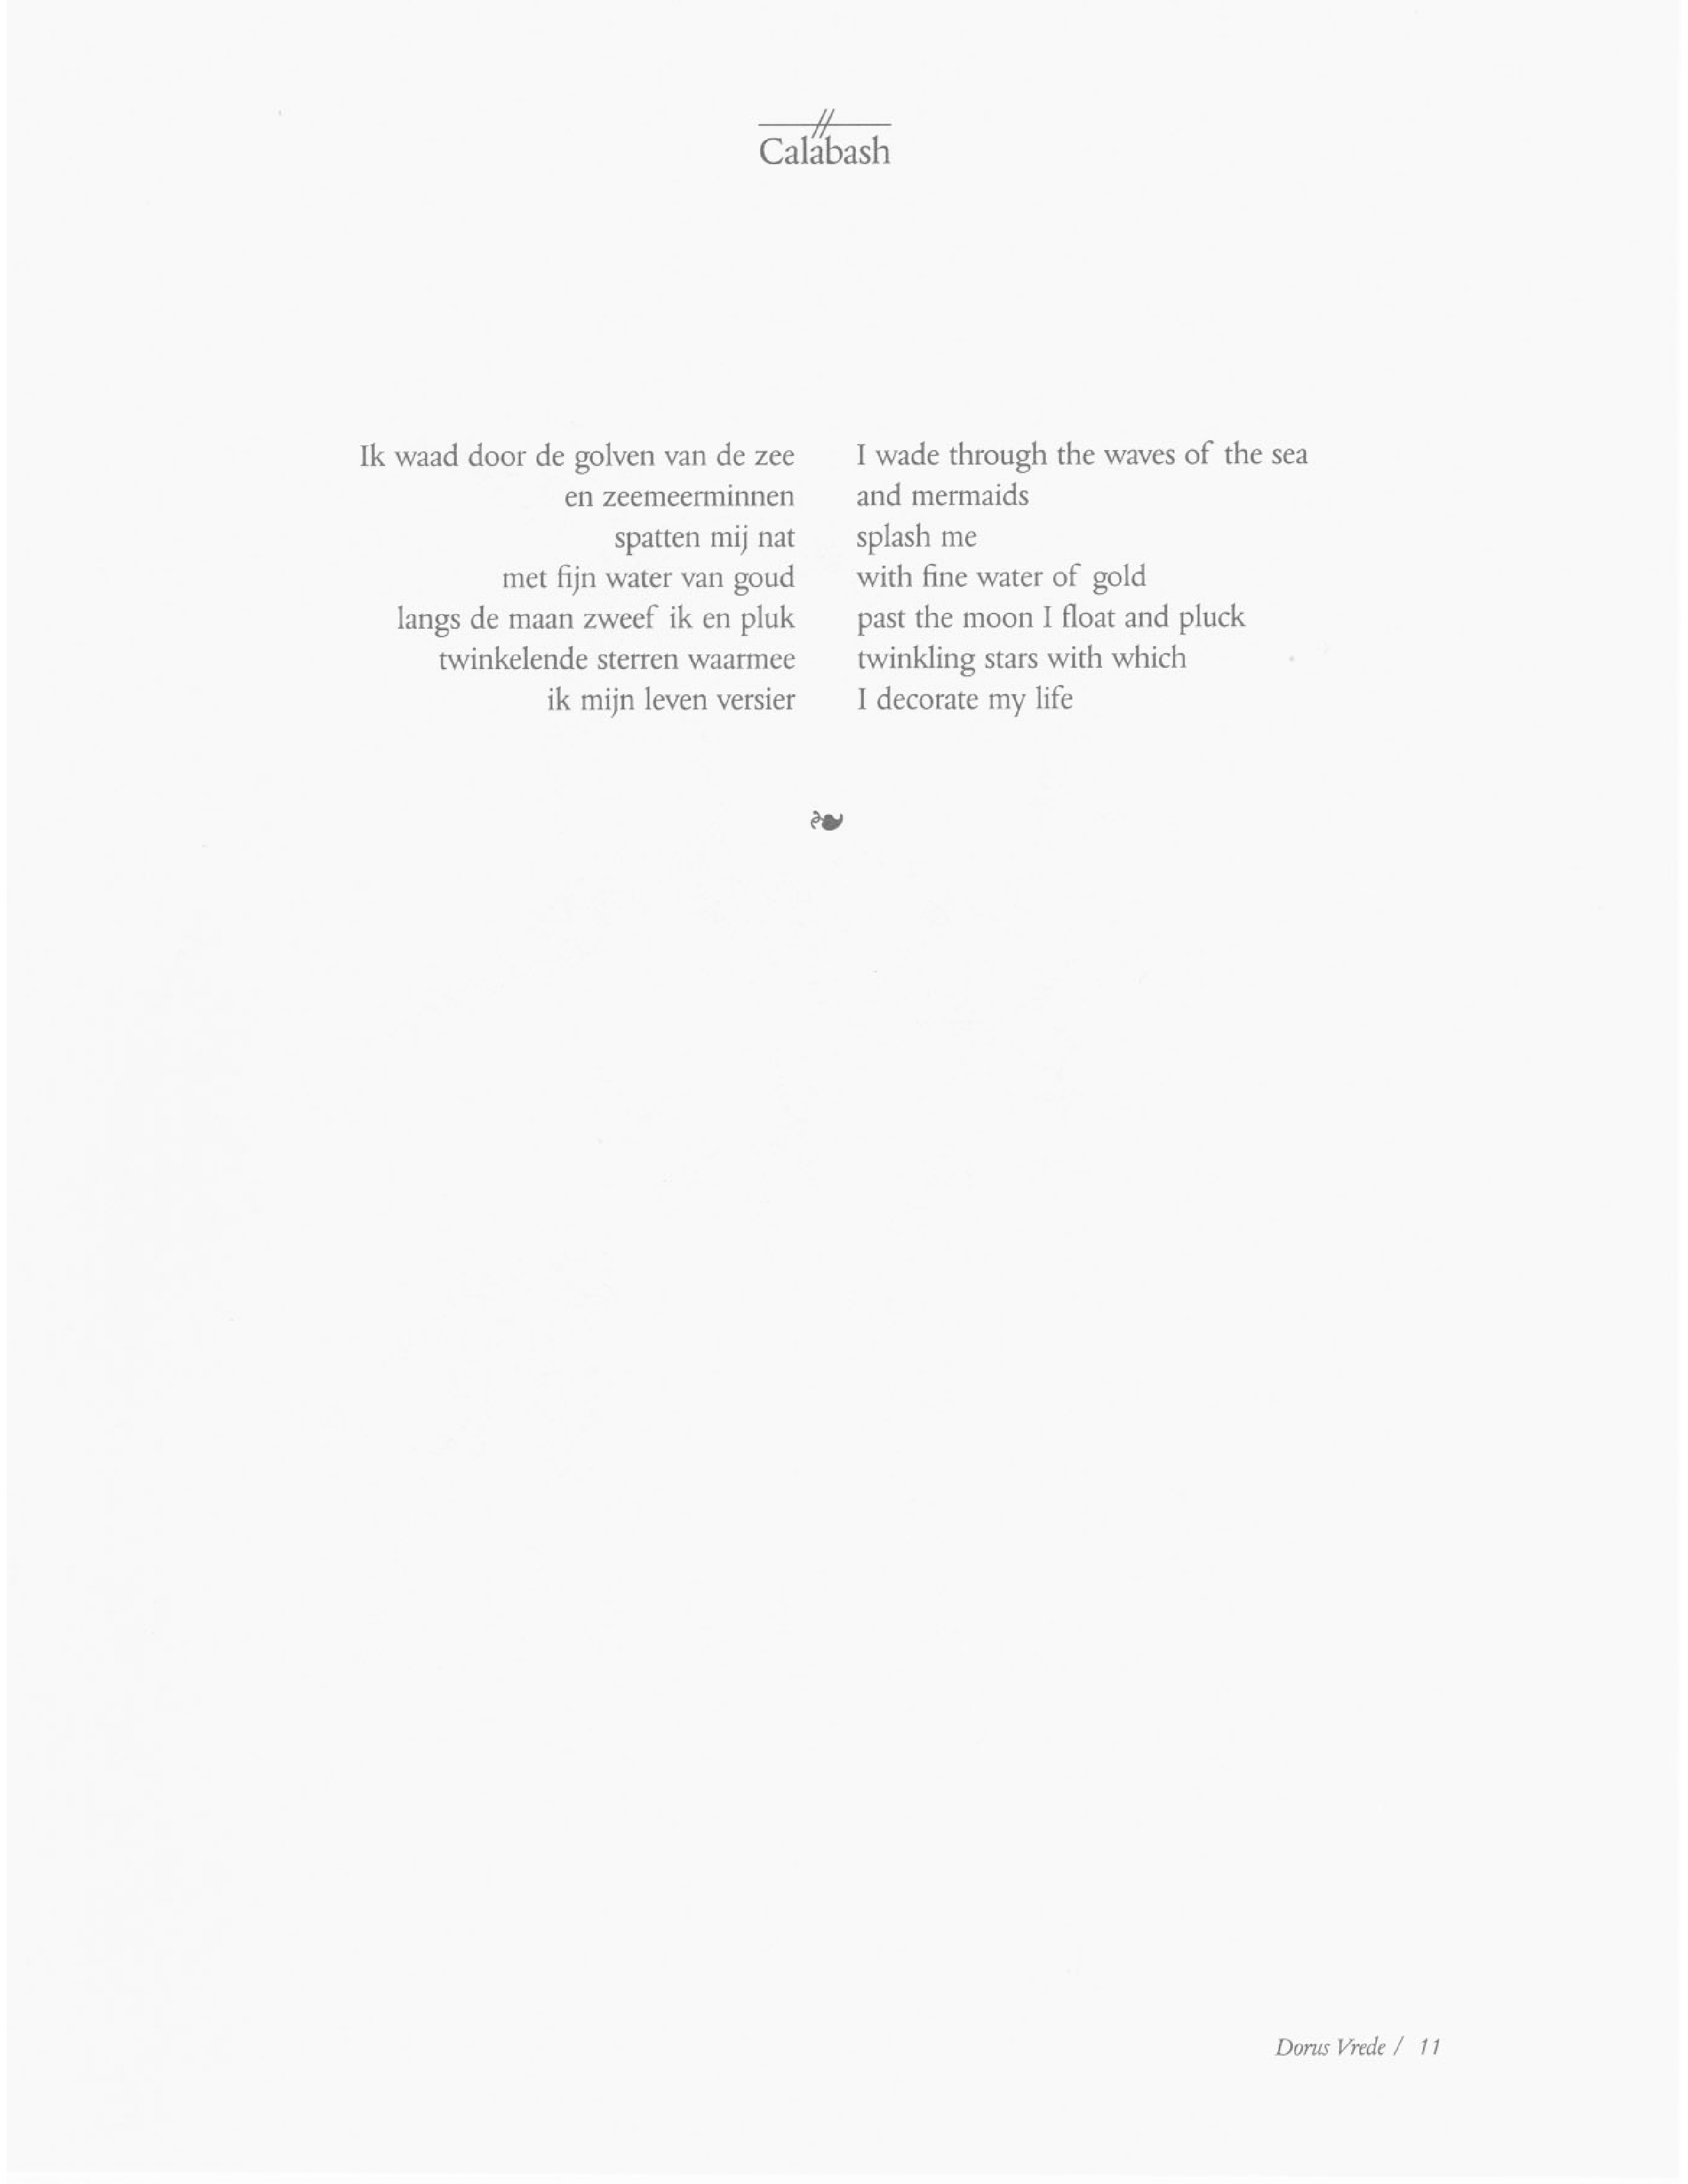 Calabash
Ik waad door de golven van de zee
en zeemeerminnen
spatten mij nat
met fijn water van goud
langs de maan zweef ik en pluk
twinkelende sterren waarmee
ik mijn leven versier
I wade through the waves of the sea
and mermaids
splash me
with fine water of gold
past the moon I float and pluck
twinkling stars with which
I decorate my life
Dorus Vrede / 11